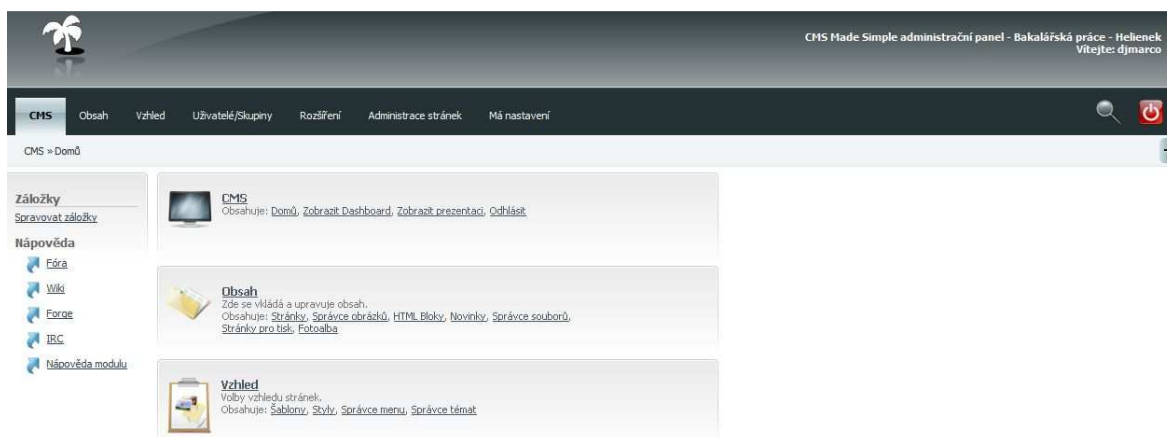 CMS Made Simple administrační panel - Bakalářská práce - Helienek
Vítejte: djmarco
CMS Obsah Vzhled Uživatelé/Skupiny Rozšíření Administrace stránek Má nastavení
CMS » Domů
Záložky
Spravovat záložky
Nápověda
Fóra
Wiki
Forge
IRC
Nápověda modulu
CMS
Obsahuje: Domů, Zobrazit Dashboard, Zobrazit prezentaci, Odhlásit
Obsah
Zde se vkládá a upravuje obsah.
Obsahuje: Stránky, Správce obrázků, HTML Bloky, Novinky, Správce souborů,
Stránky pro tisk, Fotoalba
Vzhled
Volby vzhledu stránek.
Obsahuje: Šablony, Styly, Správce menu, Správce témat